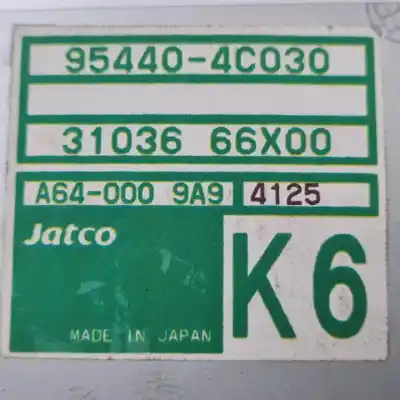 95440-4C030
31036 66X00
A64-000 9A9 4125
Jatco
K6
MADE IN JAPAN